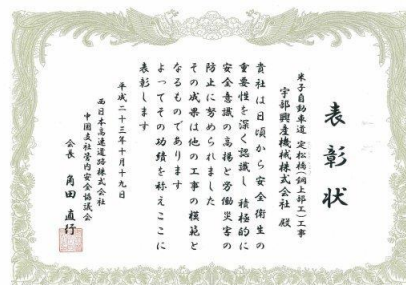 表彰状
米子自動車道 定松橋(鋼上部工)工事
宇部興産機械株式会社 殿
貴社は日頃から安全衛生の
重要性を深く認識し積極的に
安全意識の高揚と労働災害の
防止に努められました
その成果は他の工事の模範と
なるものであります
よってその功績を称えここに
表彰します
平成二十三年十月十九日
西日本高速道路株式会社
中国支社管内安全協議会
会長 角田直行